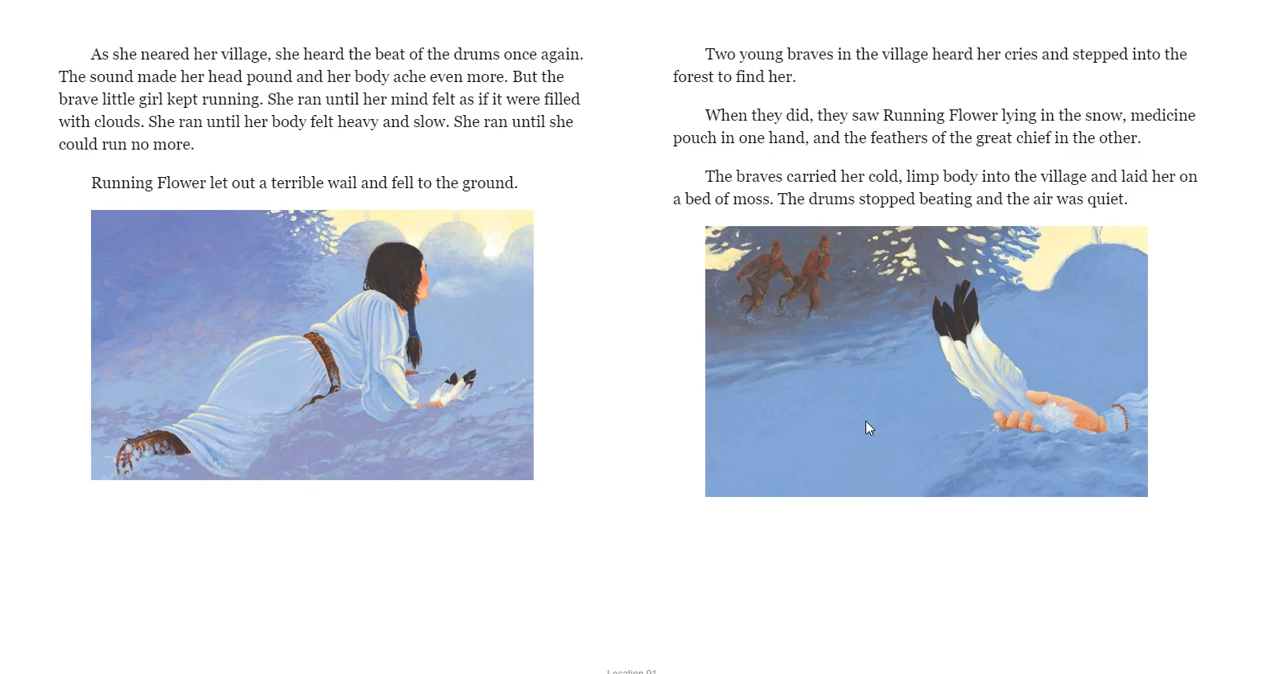 As she neared her village, she heard the beat of the drums once again.
The sound made her head pound and her body ache even more. But the
brave little girl kept running. She ran until her mind felt as if it were filled
with clouds. She ran until her body felt heavy and slow. She ran until she
could run no more.
Running Flower let out a terrible wail and fell to the ground.
Two young braves in the village heard her cries and stepped into the
forest to find her.
When they did, they saw Running Flower lying in the snow, medicine
pouch in one hand, and the feathers of the great chief in the other.
The braves carried her cold, limp body into the village and laid her on
a bed of moss. The drums stopped beating and the air was quiet.
Location